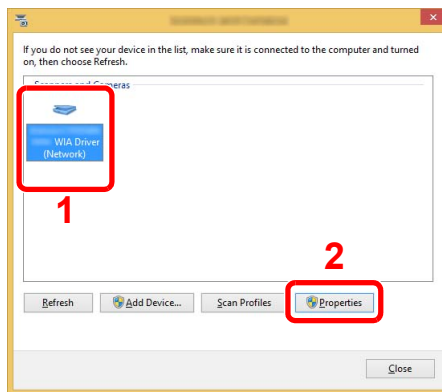 If you do not see your device in the list, make sure it is connected to the computer and turned
on, then choose Refresh.
Scanners and Cameras
WIA Driver
(Network)
1
2
Refresh
Add Device...
Scan Profiles
Properties
Close